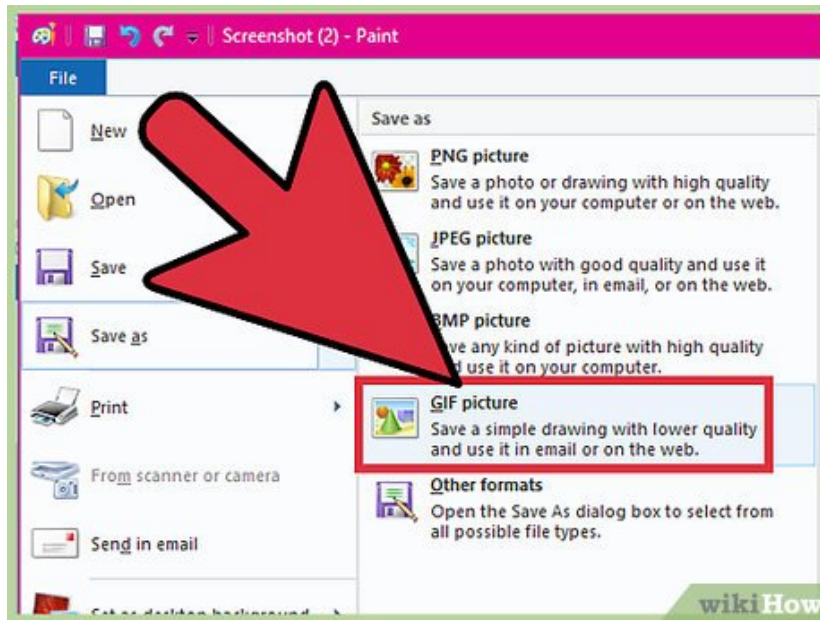 Screenshot (2) - Paint
File
New
Open
Save
Save as
Print
From scanner or camera
Send in email
Set as desktop background
Save as
PNG picture
Save a photo or drawing with high quality
and use it on your computer or on the web.
JPEG picture
Save a photo with good quality and use it
on your computer, in email, or on the web.
BMP picture
any kind of picture with high quality
use it on your computer.
GIF picture
Save a simple drawing with lower quality
and use it in email or on the web.
Other formats
Open the Save As dialog box to select from
all possible file types.
wikiHow